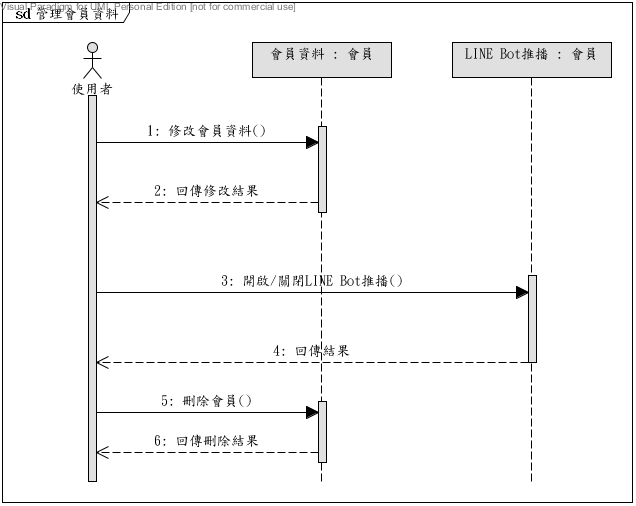 Visual Paradigm for UML Personal Edition [not for commercial use]
sd 管理會員資料
會員資料 : 會員
LINE Bot推播 : 會員
使用者
1: 修改會員資料()
2: 回傳修改結果
3: 開啟/關閉LINE Bot推播()
4: 回傳結果
5: 刪除會員()
6: 回傳刪除結果